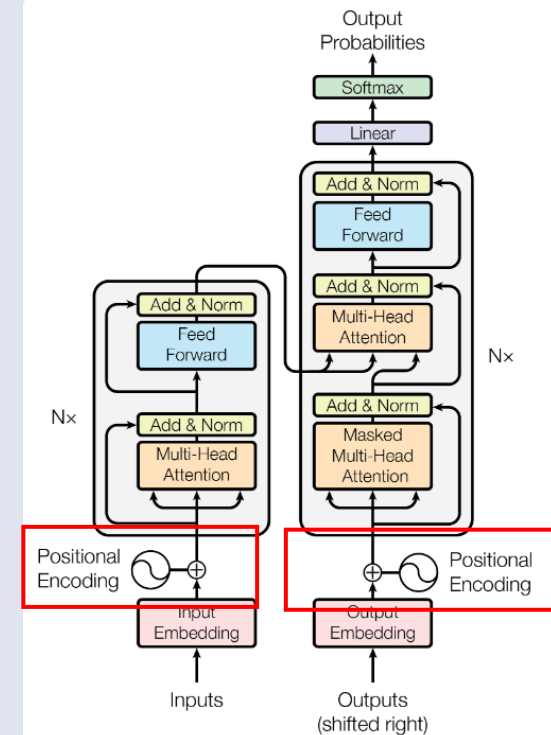 Output
Probabilities
Softmax
Linear
Add & Norm
Feed
Forward
Add & Norm
Multi-Head
Attention
Nx
Add & Norm
Masked
Multi-Head
Attention
Add & Norm
Feed
Forward
Nx
Add & Norm
Multi-Head
Attention
Positional
Encoding
Positional
Encoding
Input
Embedding
Output
Embedding
Inputs
Outputs
(shifted right)